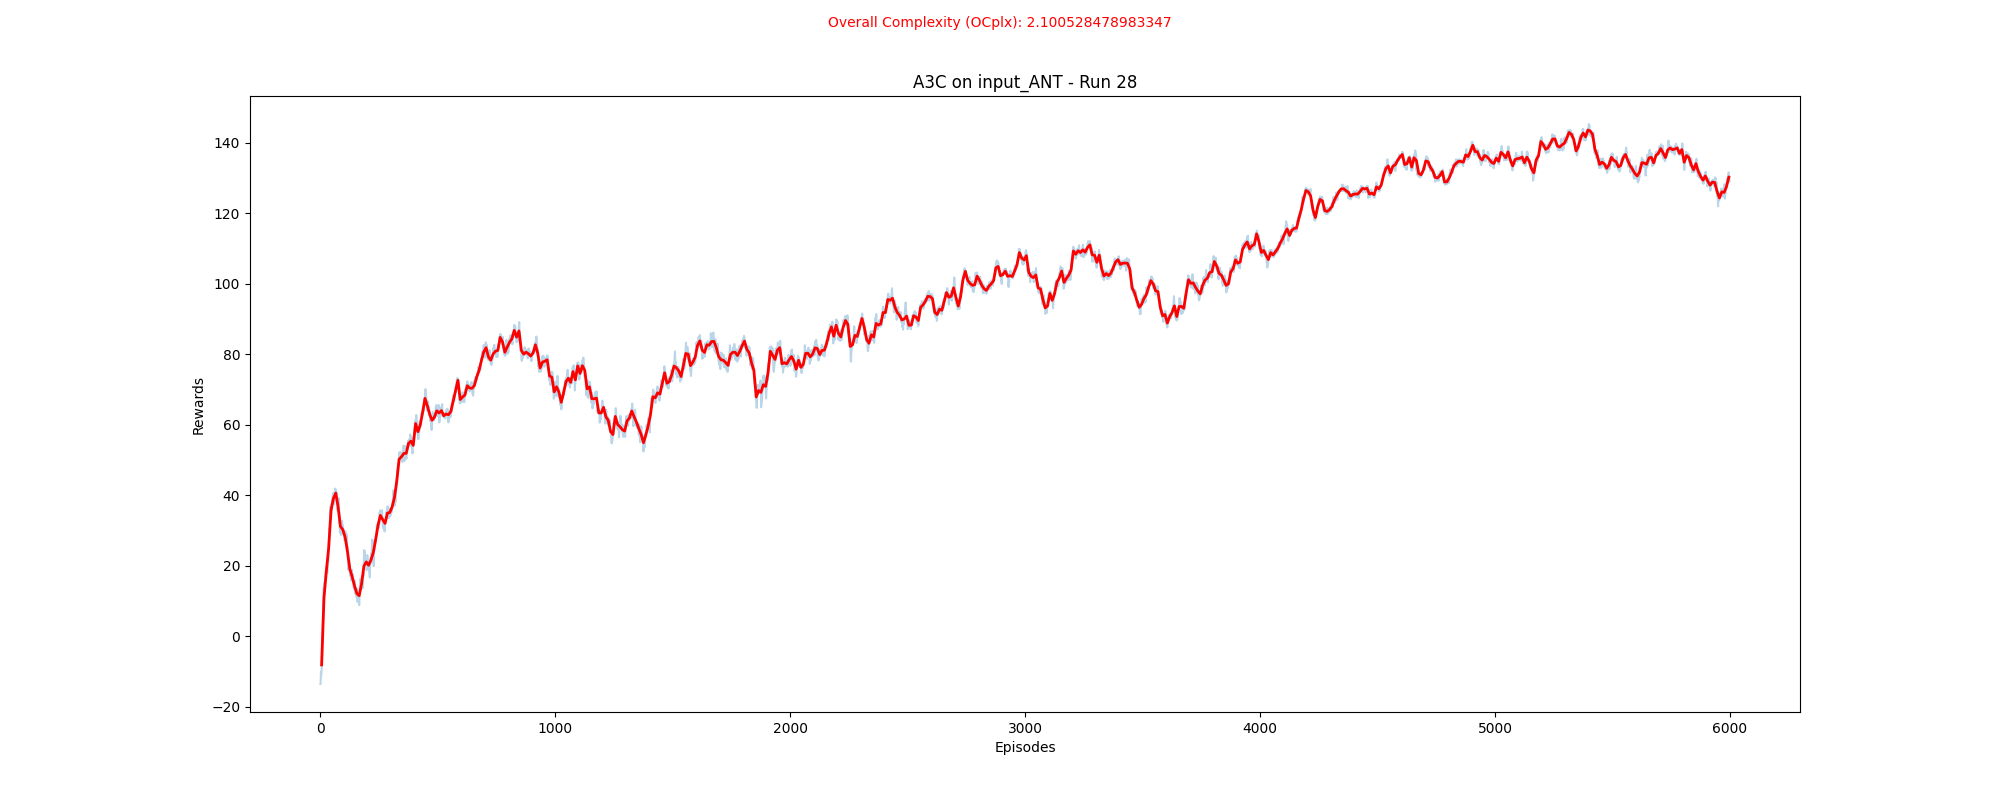 Overall Complexity (OCplx): 2.100528478983347
A3C on input_ANT - Run 28
Rewards
140
120
100
80
60
40
20
0
−20
0 1000 2000 3000 4000 5000 6000
Episodes